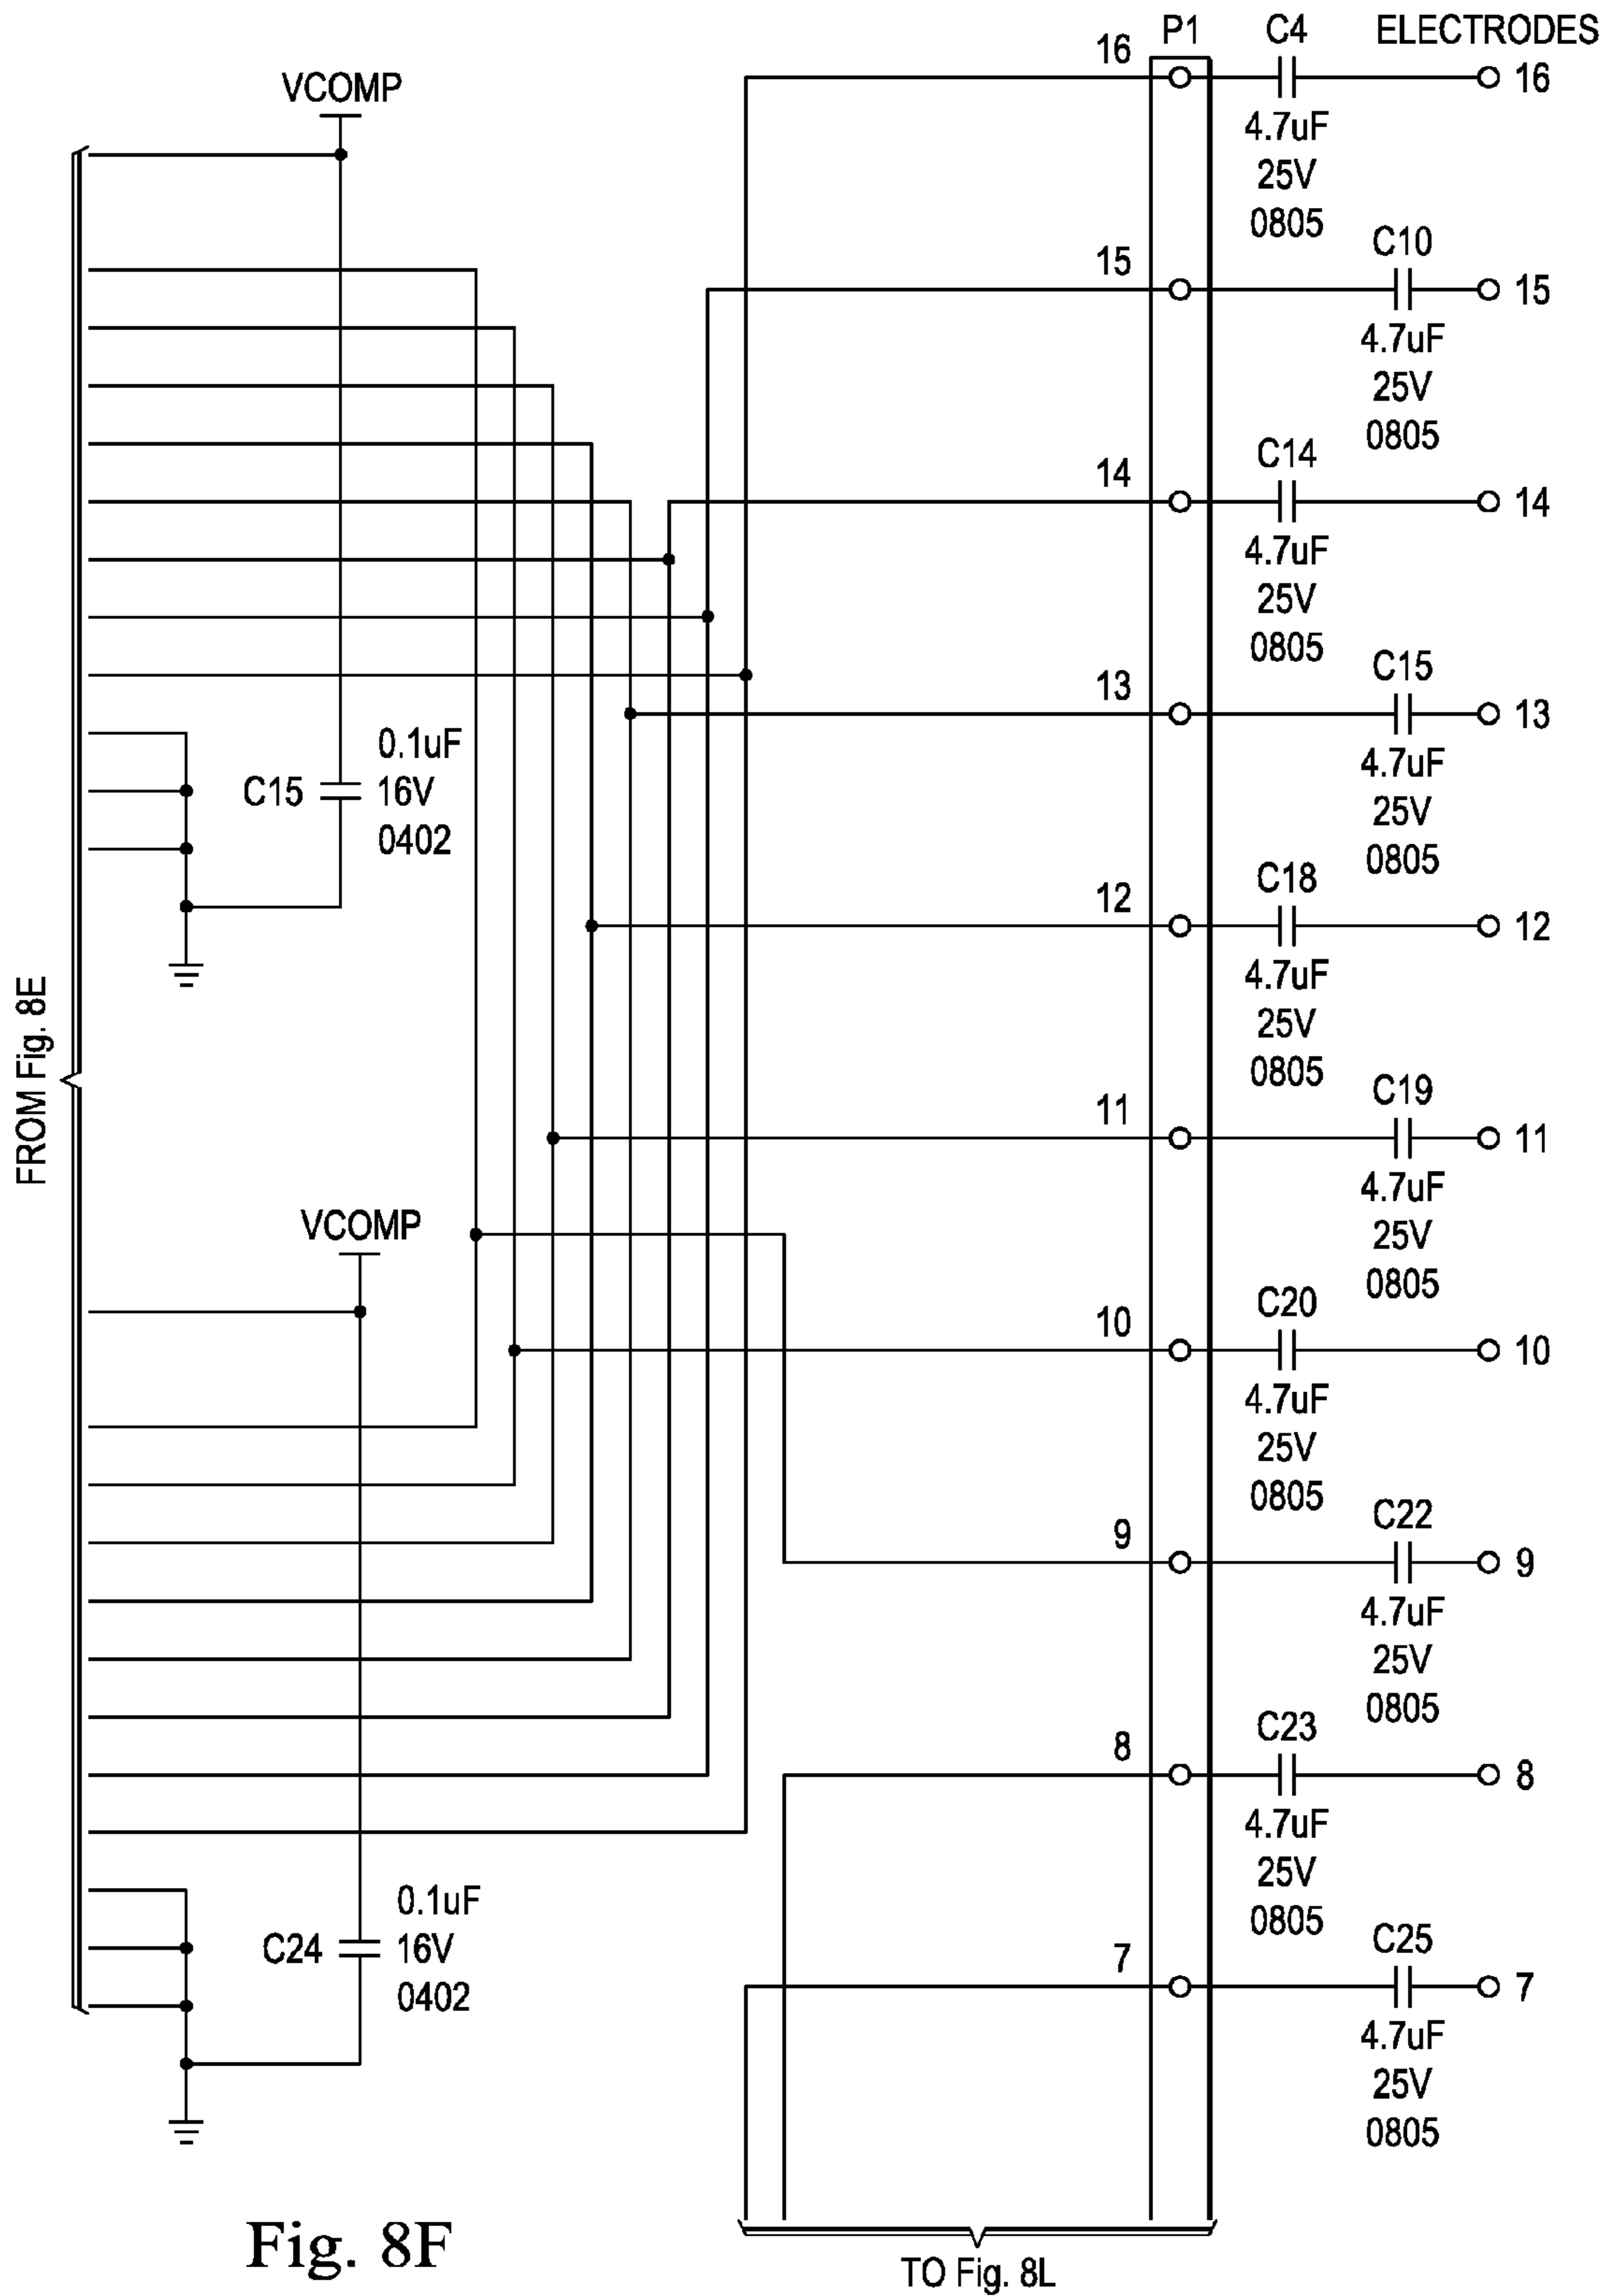 P1 C4 ELECTRODES
16
16
VCOMP
4.7uF
25V
0805
C10
15
15
4.7uF
25V
0805
C14
14
14
4.7uF
25V
0805
C15
13
13
0.1uF
C15 16V
0402
4.7uF
25V
0805
C18
12
12
4.7uF
25V
0805
FROM Fig. 8E
C19
11
11
4.7uF
25V
0805
VCOMP
C20
10
10
4.7uF
25V
0805
C22
9
9
4.7uF
25V
0805
C23
8
8
4.7uF
25V
0805
0.1uF
C24 16V
0402
C25
7
7
4.7uF
25V
0805
Fig. 8F
TO Fig. 8L